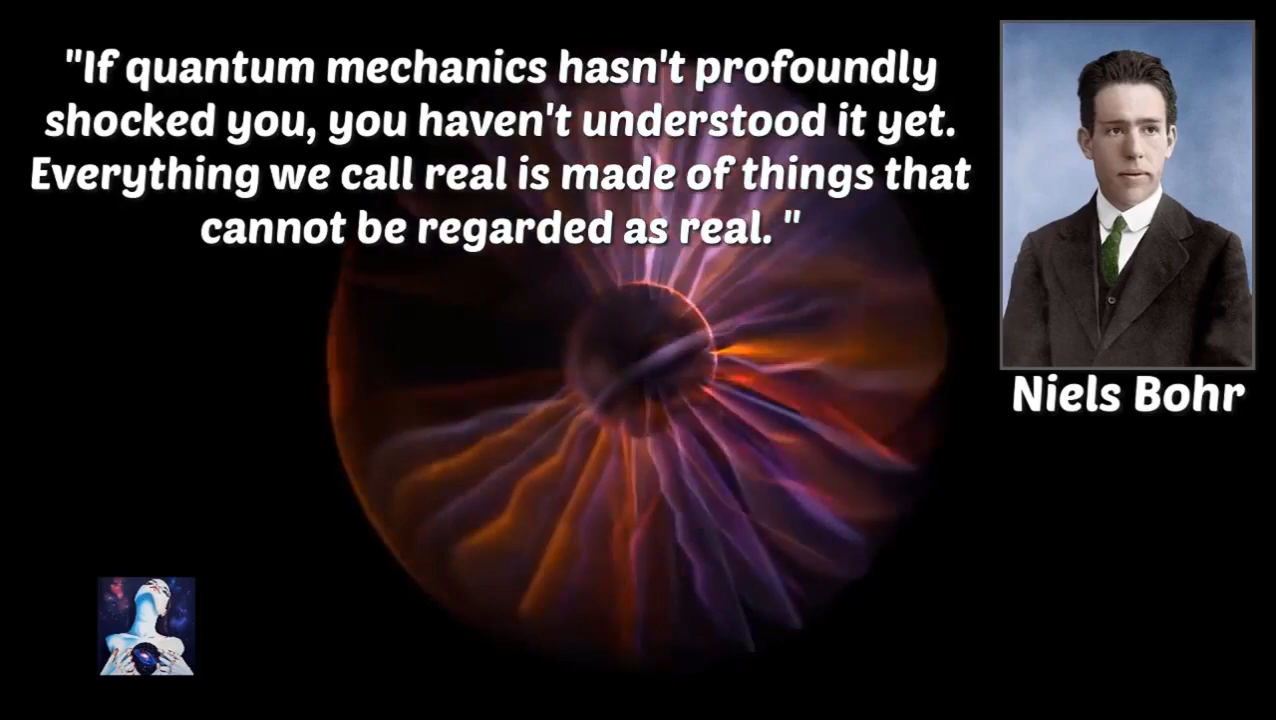 "If quantum mechanics hasn't profoundly
shocked you, you haven't understood it yet.
Everything we call real is made of things that
cannot be regarded as real. "
Niels Bohr